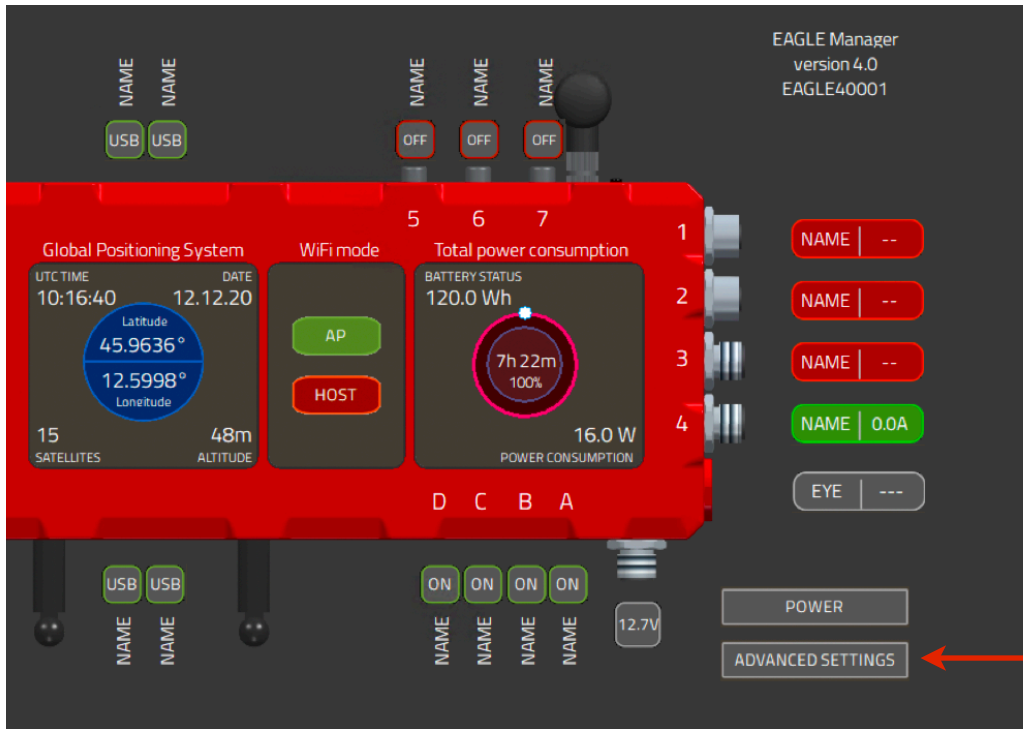 EAGLE Manager
version 4.0
EAGLE40001
NAME
NAME
NAME
NAME
NAME
USB
USB
OFF
OFF
OFF
5
6
7
1
2
3
4
Global Positioning System
UTC TIME
DATE
10:16:40
12.12.20
Latitude
45.9636°
12.5998°
Longitude
15
48m
SATELLITES
ALTITUDE
WiFi mode
AP
HOST
Total power consumption
BATTERY STATUS
120.0 Wh
7h 22m
100%
16.0 W
POWER CONSUMPTION
NAME | --
NAME | --
NAME | --
NAME | 0.0A
EYE | ---
D
C
B
A
USB
USB
ON
ON
ON
ON
12.7V
NAME
NAME
NAME
NAME
NAME
NAME
POWER
ADVANCED SETTINGS